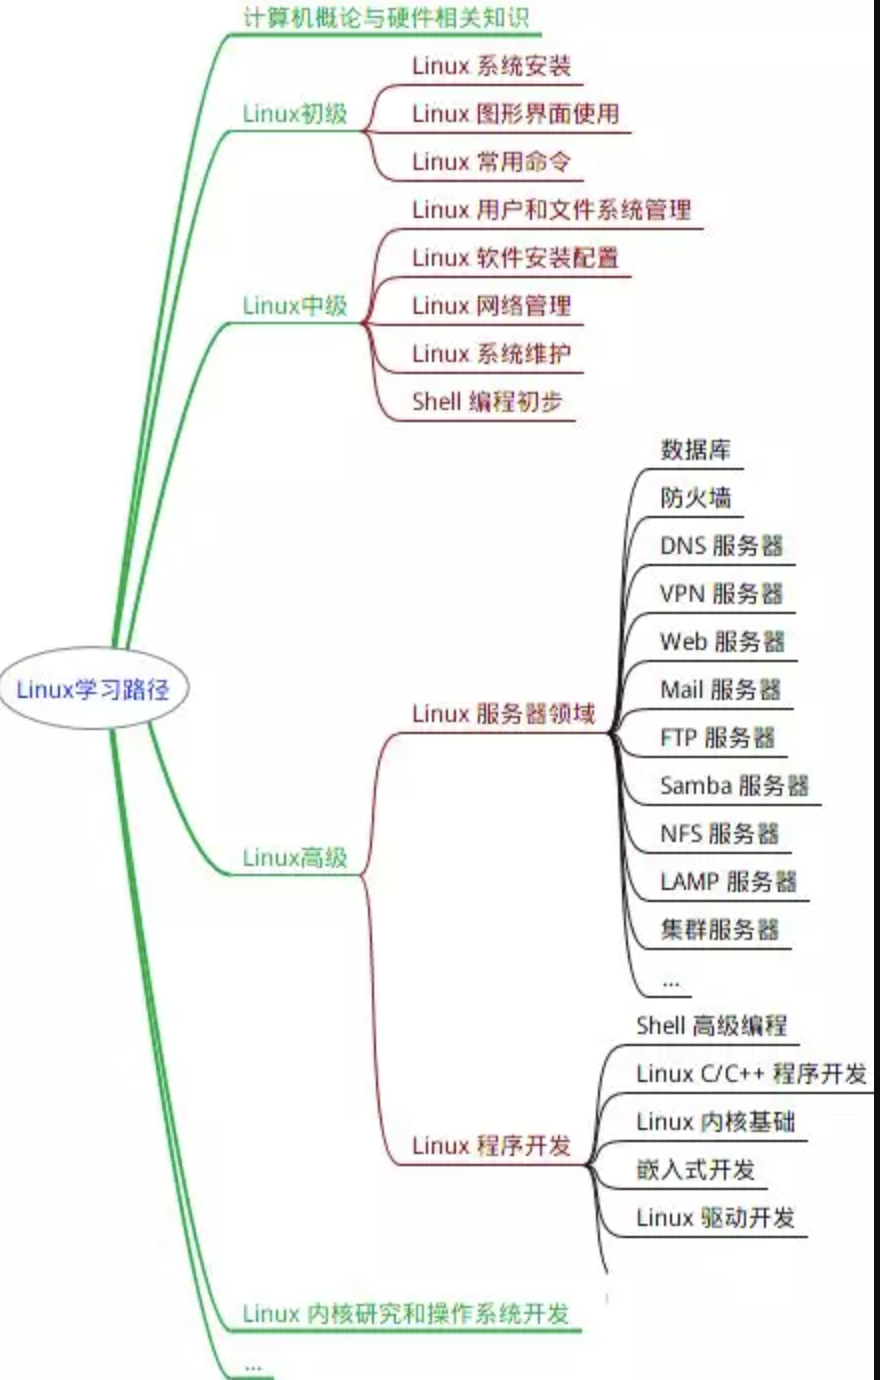 计算机概论与硬件相关知识
Linux初级
Linux 系统安装
Linux 图形界面使用
Linux 常用命令
Linux中级
Linux 用户和文件系统管理
Linux 软件安装配置
Linux 网络管理
Linux 系统维护
Shell 编程初步
Linux学习路径
Linux高级
Linux 服务器领域
数据库
防火墙
DNS 服务器
VPN 服务器
Web 服务器
Mail 服务器
FTP 服务器
Samba 服务器
NFS 服务器
LAMP 服务器
集群服务器
...
Linux 程序开发
Shell 高级编程
Linux C/C++ 程序开发
Linux 内核基础
嵌入式开发
Linux 驱动开发
Linux 内核研究和操作系统开发
...